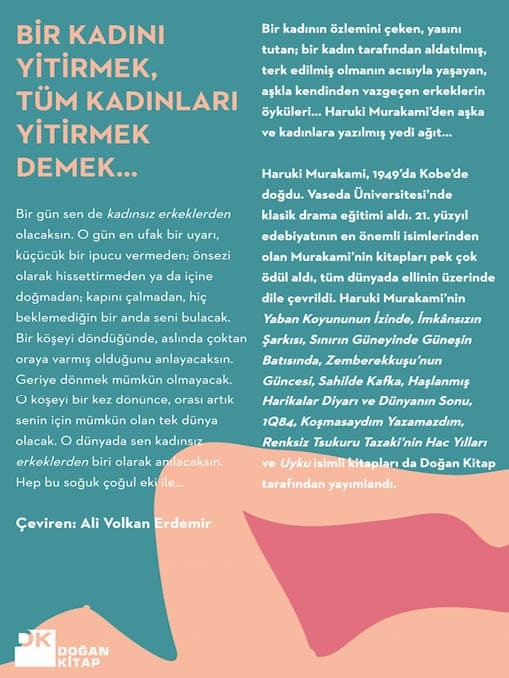 BİR KADINI
YİTİRMEK,
TÜM KADINLARI
YİTİRMEK
DEMEK...
Bir gün sen de kadınsız erkeklerden
olacaksın. O gün en ufak bir uyarı,
küçücük bir ipucu vermeden; önsezi
olarak hissettirmeden ya da içine
doğmadan; kapını çalmadan, hiç
beklemediğin bir anda seni bulacak.
Bir köşeyi döndüğünde, aslında çoktan
oraya varmış olduğunu anlayacaksın.
Geriye dönmek mümkün olmayacak.
O köşeyi bir kez dönünce, orası artık
senin için mümkün olan tek dünya
olacak. O dünyada sen kadınsız
erkeklerden biri olarak anılacaksın.
Hep bu soğuk çoğul eki ile...
Çeviren: Ali Volkan Erdemir
Bir kadının özlemini çeken, yasını
tutan; bir kadın tarafından aldatılmış,
terk edilmiş olmanın acısıyla yaşayan,
aşkla kendinden vazgeçen erkeklerin
öyküleri... Haruki Murakami’den aşka
ve kadınlara yazılmış yedi ağıt...
Haruki Murakami, 1949’da Kobe’de
doğdu. Vaseda Üniversitesi’nde
klasik drama eğitimi aldı. 21. yüzyıl
edebiyatının en önemli isimlerinden
olan Murakami’nin kitapları pek çok
ödül aldı, tüm dünyada ellinin üzerinde
dile çevrildi. Haruki Murakami’nin
Yaban Koyununun İzinde, İmkânsızın
Şarkısı, Sınırın Güneyinde Güneşin
Batısında, Zemberekkuşu’nun
Güncesi, Sahilde Kafka, Haşlanmış
Harikalar Diyarı ve Dünyanın Sonu,
1Q84, Koşmasaydım Yazamazdım,
Renksiz Tsukuru Tazaki’nin Hac Yılları
ve Uyku isimli kitapları da Doğan Kitap
tarafından yayımlandı.
DK
DOĞAN
KİTAP